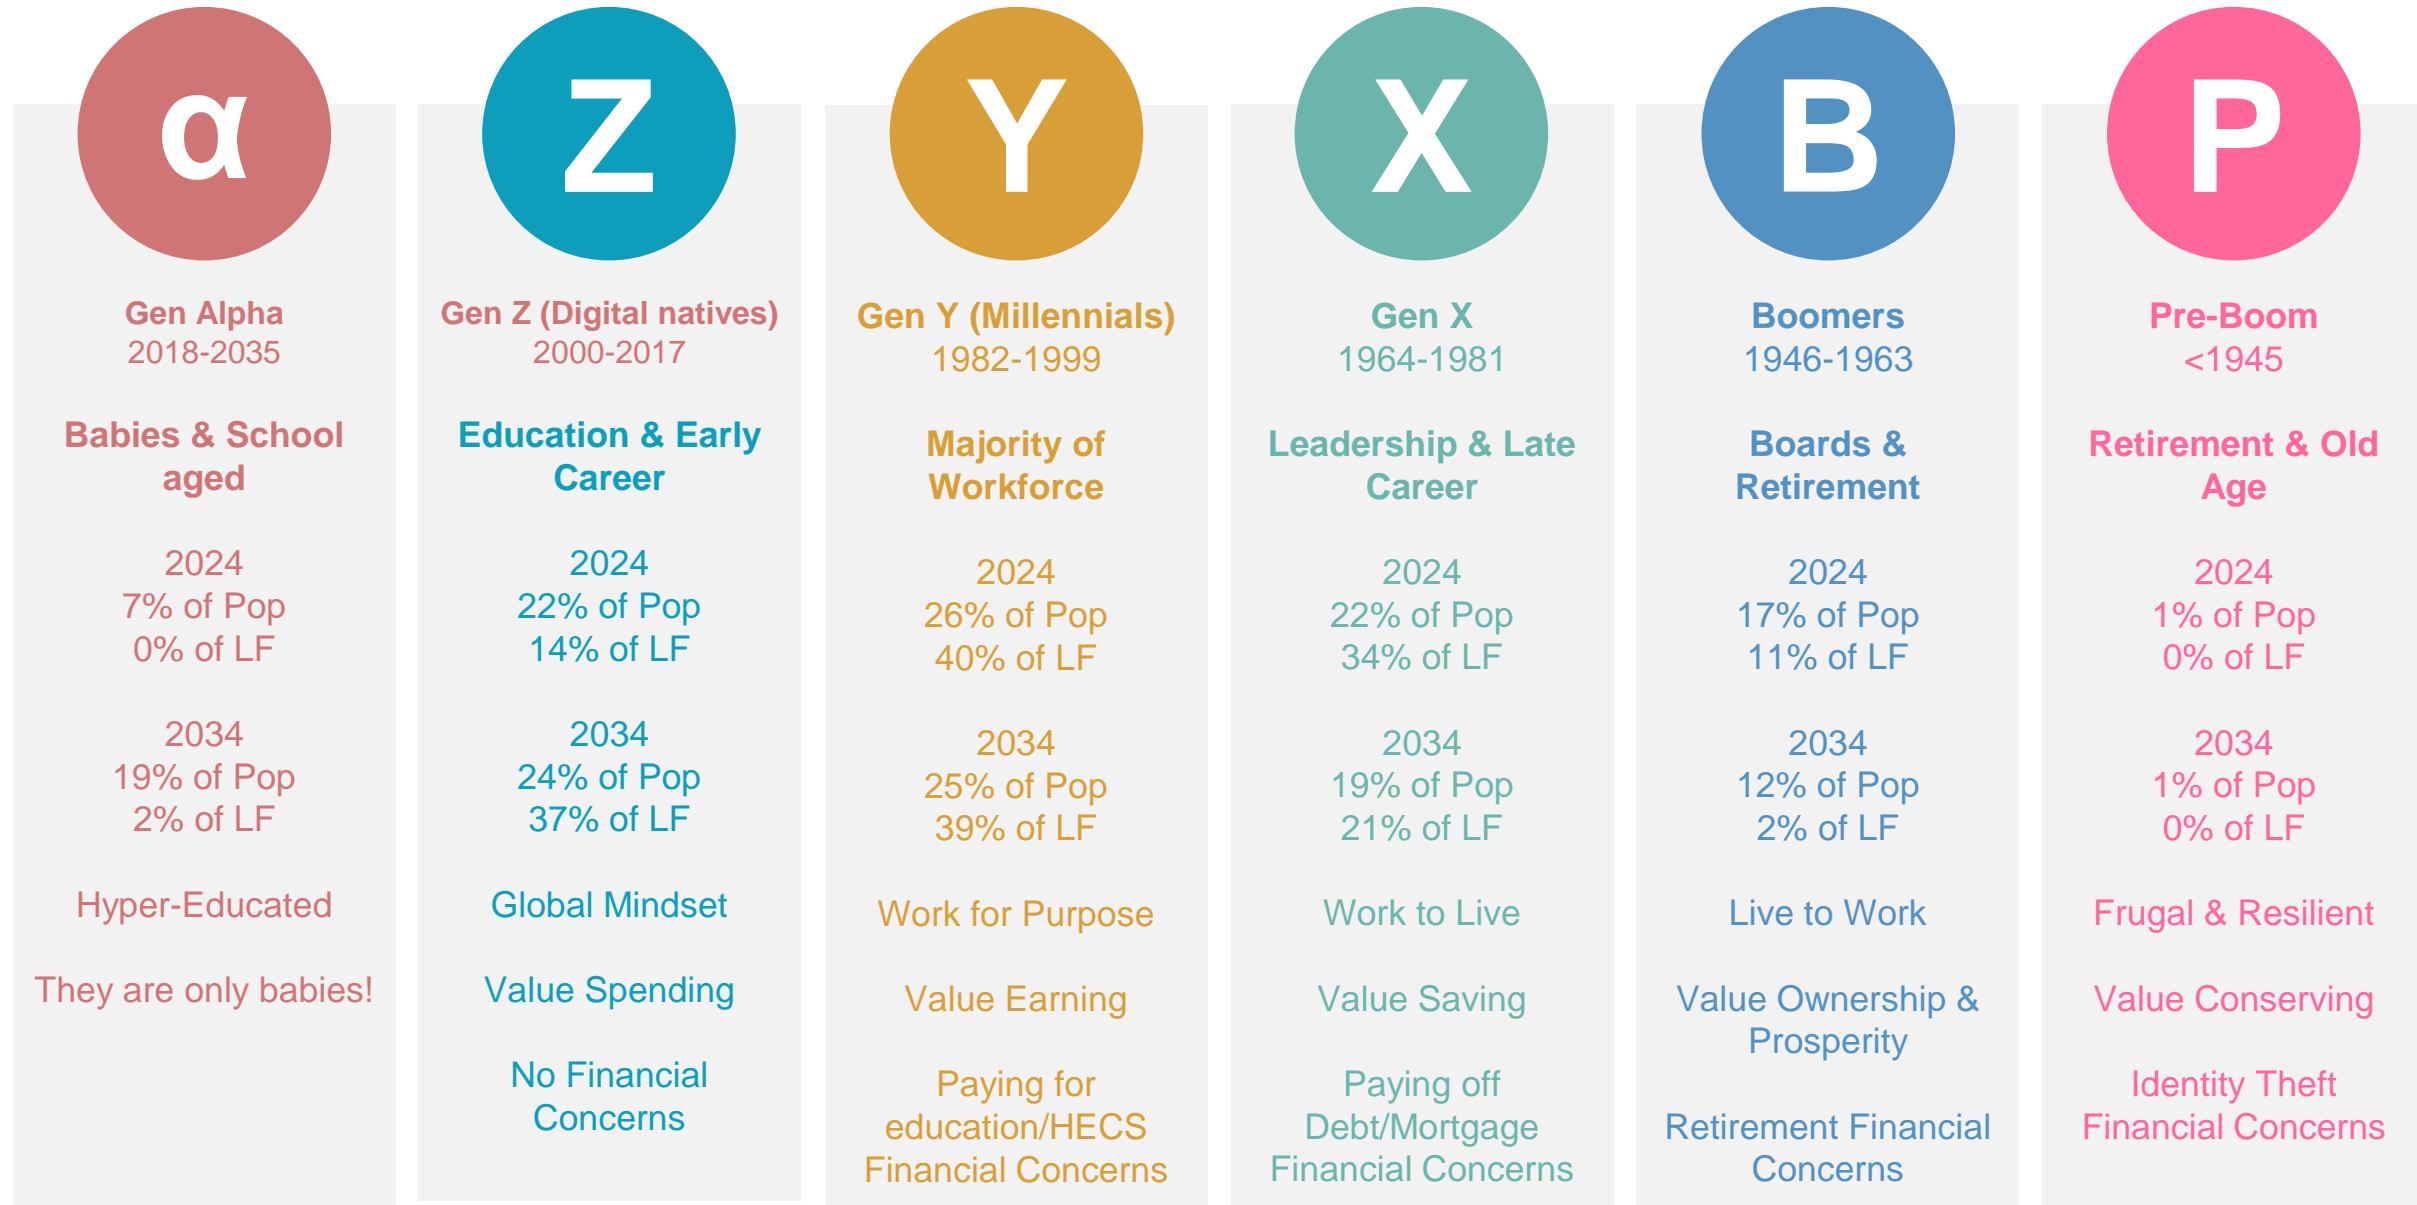 α
Gen Alpha
2018-2035
Babies & School
aged
2024
7% of Pop
0% of LF
2034
19% of Pop
2% of LF
Hyper-Educated
They are only babies!
Z
Gen Z (Digital natives)
2000-2017
Education & Early
Career
2024
22% of Pop
14% of LF
2034
24% of Pop
37% of LF
Global Mindset
Value Spending
No Financial
Concerns
Y
Gen Y (Millennials)
1982-1999
Majority of
Workforce
2024
26% of Pop
40% of LF
2034
25% of Pop
39% of LF
Work for Purpose
Value Earning
Paying for
education/HECS
Financial Concerns
X
Gen X
1964-1981
Leadership & Late
Career
2024
22% of Pop
34% of LF
2034
19% of Pop
21% of LF
Work to Live
Value Saving
Paying off
Debt/Mortgage
Financial Concerns
B
Boomers
1946-1963
Boards &
Retirement
2024
17% of Pop
11% of LF
2034
12% of Pop
2% of LF
Live to Work
Value Ownership &
Prosperity
Retirement Financial
Concerns
P
Pre-Boom
<1945
Retirement & Old
Age
2024
1% of Pop
0% of LF
2034
1% of Pop
0% of LF
Frugal & Resilient
Value Conserving
Identity Theft
Financial Concerns